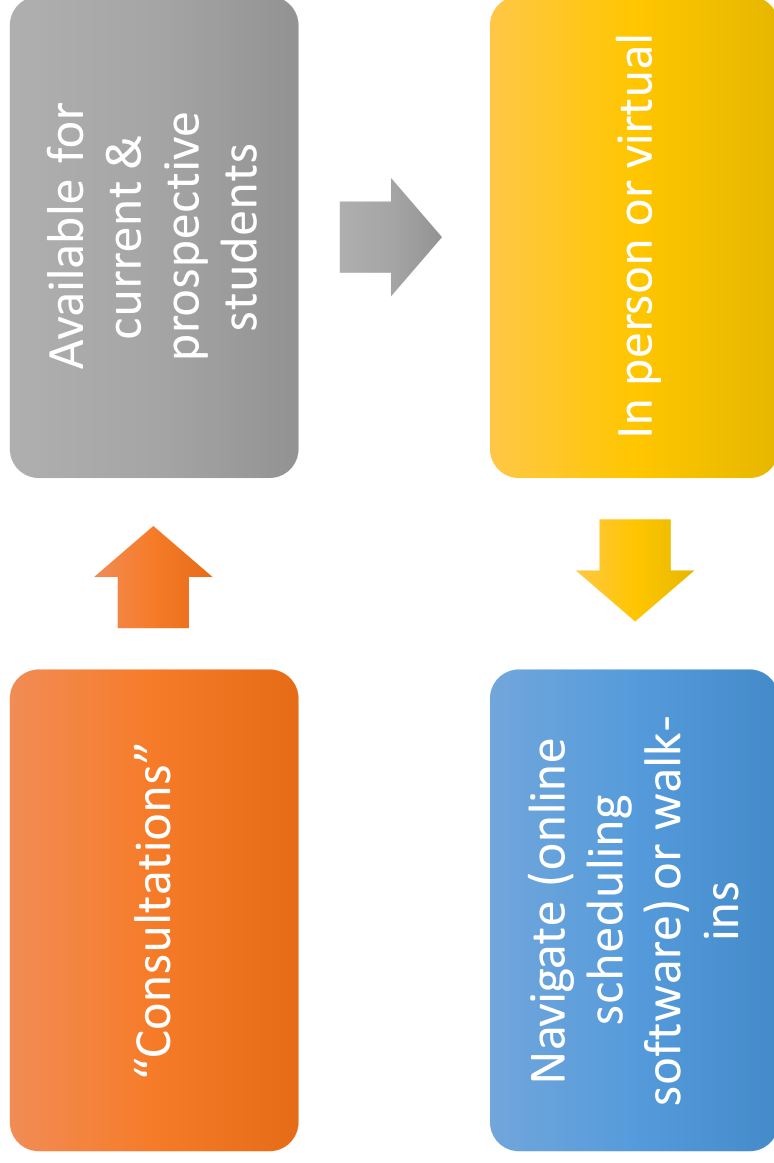 “Consultations”
Available for
current &
prospective
students
In person or virtual
Navigate (online
scheduling
software) or walk-
ins